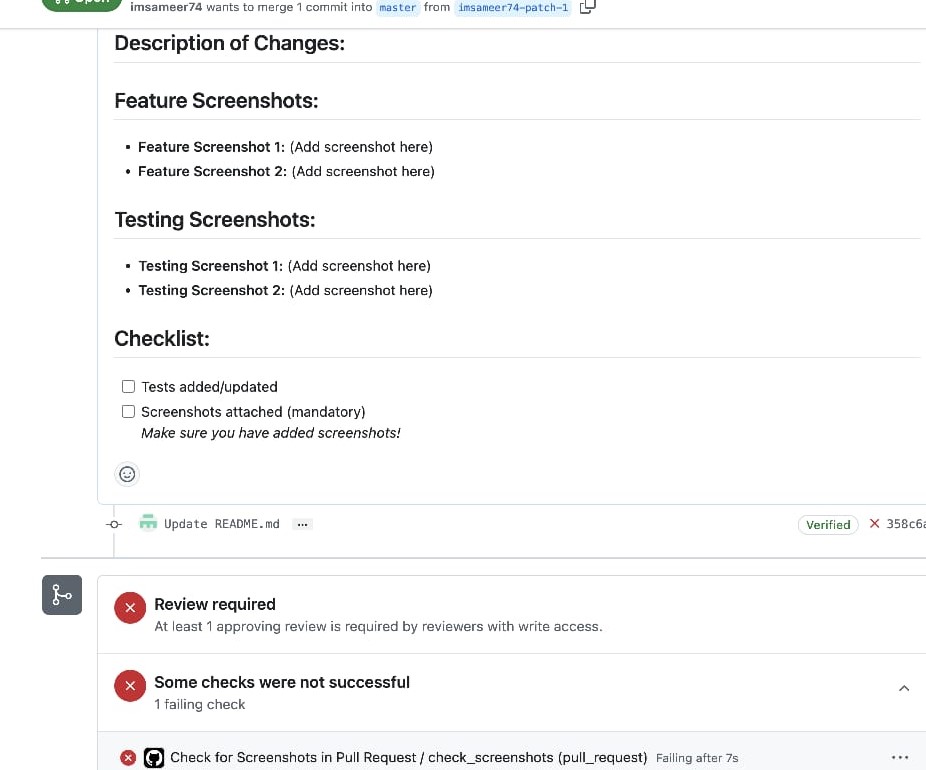 Open
imsameer74 wants to merge 1 commit into master from imsameer74-patch-1
Description of Changes:
Feature Screenshots:
• Feature Screenshot 1: (Add screenshot here)
• Feature Screenshot 2: (Add screenshot here)
Testing Screenshots:
• Testing Screenshot 1: (Add screenshot here)
• Testing Screenshot 2: (Add screenshot here)
Checklist:
Tests added/updated
Screenshots attached (mandatory)
Make sure you have added screenshots!
Update README.md ... Verified 358c6a
Review required
At least 1 approving review is required by reviewers with write access.
Some checks were not successful
1 failing check
Check for Screenshots in Pull Request / check_screenshots (pull_request) Failing after 7s ...